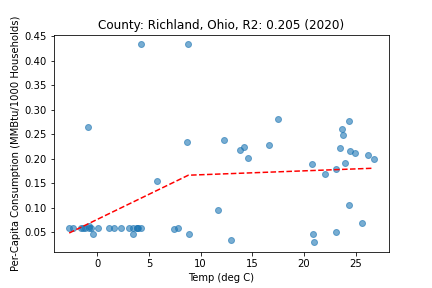 County: Richland, Ohio, R2: 0.205 (2020)
Per-Capita Consumption (MMBtu/1000 Households)
0.45
0.40
0.35
0.30
0.25
0.20
0.15
0.10
0.05
0 5 10 15 20 25
Temp (deg C)